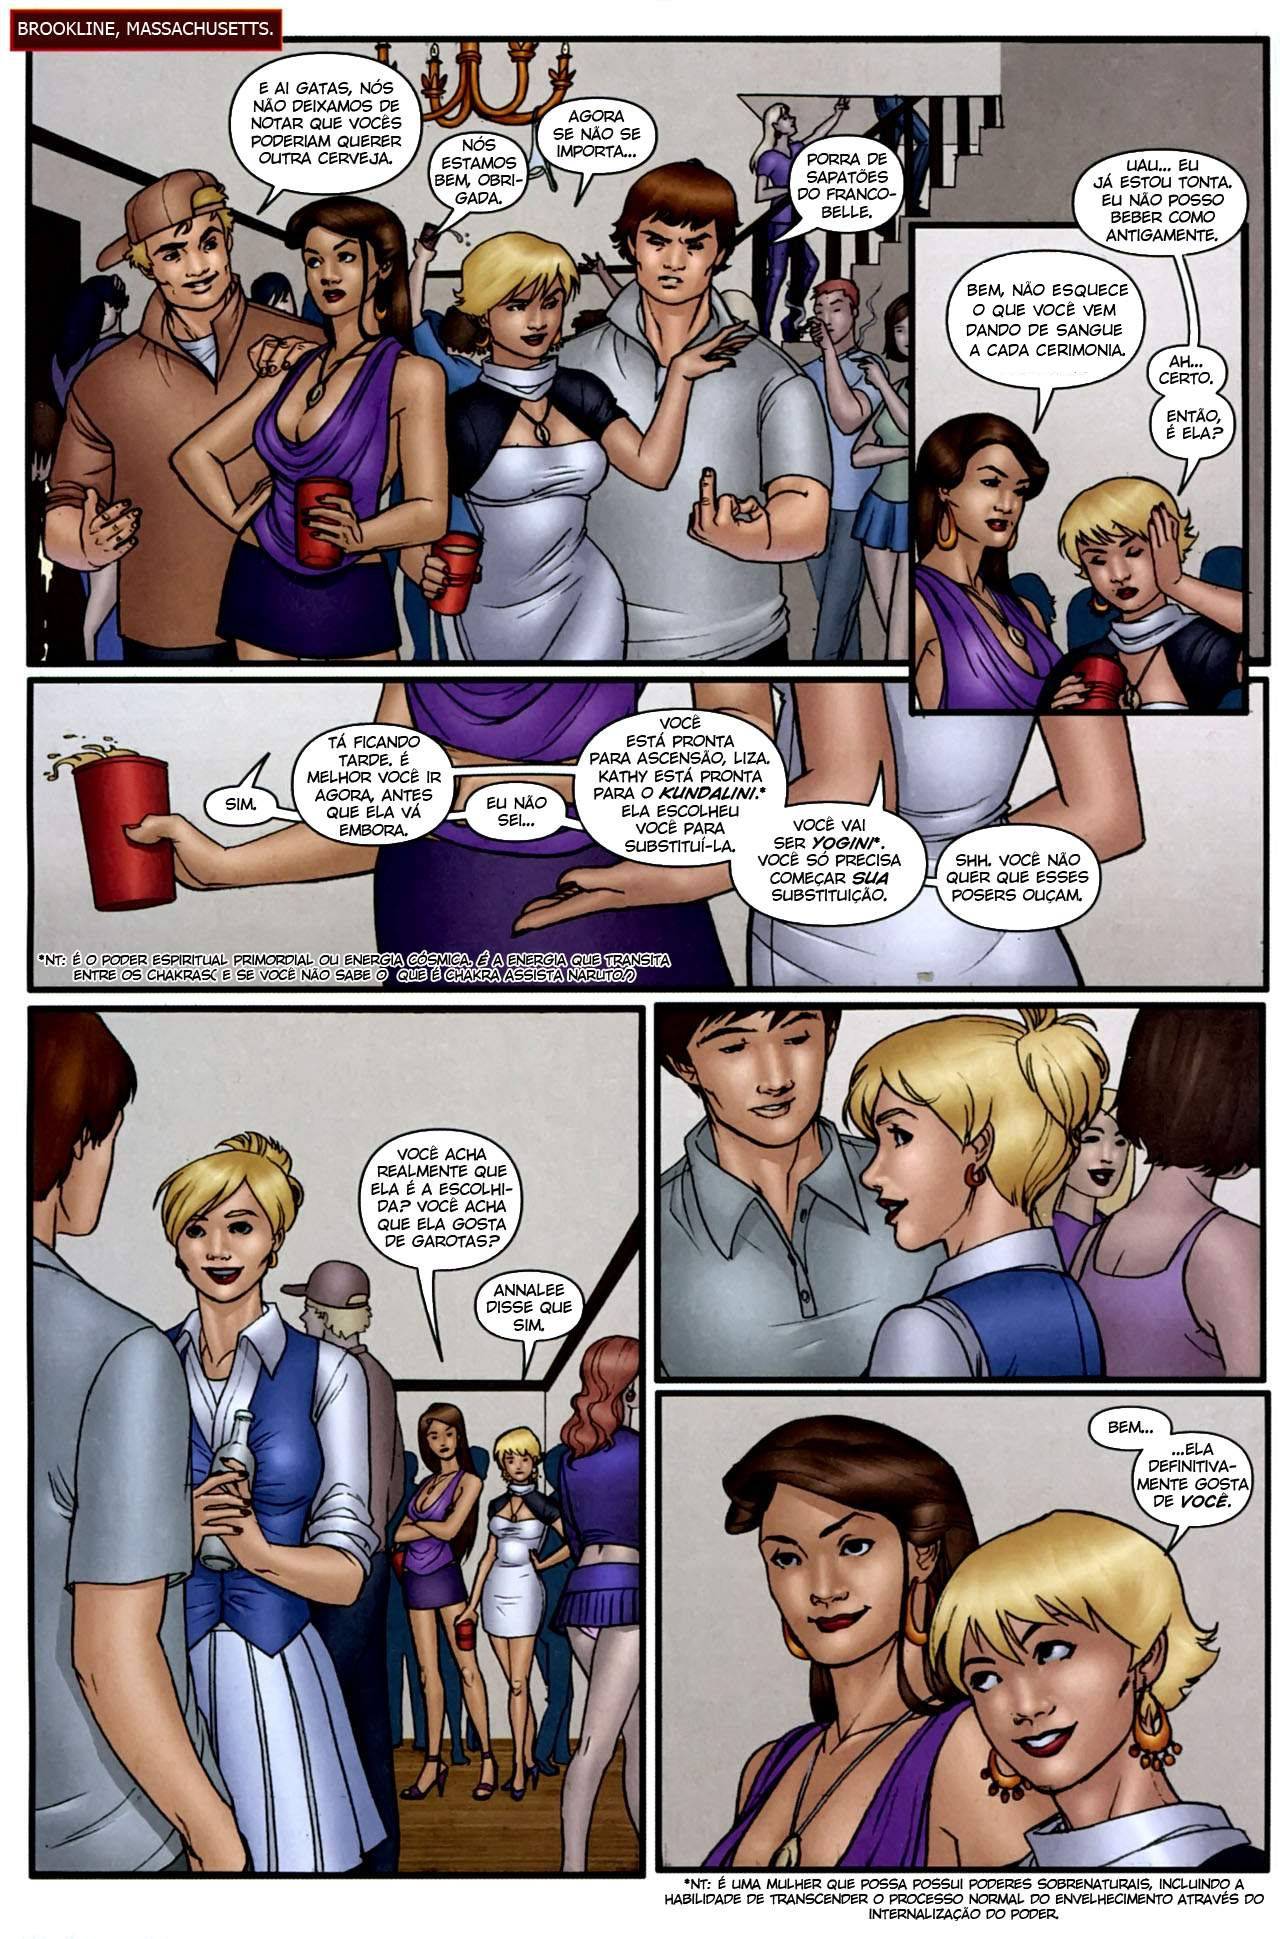 BROOKLINE, MASSACHUSETTS.
E AI GATAS, NÓS
NÃO DEIXAMOS DE
NOTAR QUE VOCÊS
PODERIAM QUERER
OUTRA CERVEJA.
NÓS
ESTAMOS
BEM, OBRI-
GADA.
AGORA
SE NÃO SE
IMPORTA...
PORRA DE
SAPATÕES
DO FRANCO-
BELLE.
UAU... EU
JÁ ESTOU TONTA.
EU NÃO POSSO
BEBER COMO
ANTIGAMENTE.
BEM, NÃO ESQUECE
O QUE VOCÊ VEM
DANDO DE SANGUE
A CADA CERIMONIA.
AH...
CERTO.
ENTÃO,
É ELA?
SIM.
TÁ FICANDO
TARDE. É
MELHOR VOCÊ IR
AGORA, ANTES
QUE ELA VÁ
EMBORA.
EU NÃO
SEI...
VOCÊ
ESTÁ PRONTA
PARA ASCENSÃO, LIZA.
KATHY ESTÁ PRONTA
PARA O KUNDALINI.*
ELA ESCOLHEU
VOCÊ PARA
SUBSTITUÍ-LA.
VOCÊ VAI
SER YOGINI*.
VOCÊ SÓ PRECISA
COMEÇAR SUA
SUBSTITUIÇÃO.
SHH. VOCÊ NÃO
QUER QUE ESSES
POSERS OUÇAM.
*NT: É O PODER ESPIRITUAL PRIMORDIAL OU ENERGIA CÓSMICA. É A ENERGIA QUE TRANSITA
ENTRE OS CHAKRAS( E SE VOCÊ NÃO SABE O QUE É CHAKRA ASSISTA NARUTO!)
VOCÊ ACHA
REALMENTE QUE
ELA É A ESCOLHI-
DA? VOCÊ ACHA
QUE ELA GOSTA
DE GAROTAS?
ANNALEE
DISSE QUE
SIM.
BEM...
...ELA
DEFINITIVA-
MENTE GOSTA
DE VOCÊ.
*NT: É UMA MULHER QUE POSSA POSSUI PODERES SOBRENATURAIS, INCLUINDO A
HABILIDADE DE TRANSCENDER O PROCESSO NORMAL DO ENVELHECIMENTO ATRAVÉS DO
INTERNALIZAÇÃO DO PODER.